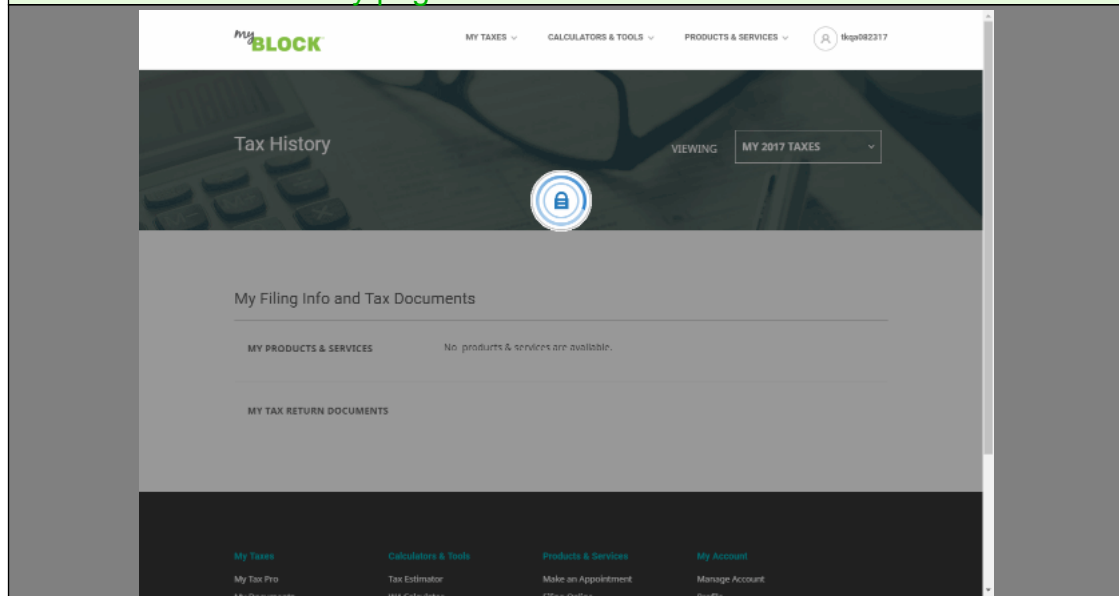 my BLOCK
MY TAXES CALCULATORS & TOOLS PRODUCTS & SERVICES tkqa082317
Tax History
VIEWING MY 2017 TAXES
My Filing Info and Tax Documents
MY PRODUCTS & SERVICES No products & services are available.
MY TAX RETURN DOCUMENTS
My Taxes Calculators & Tools Products & Services My Account
My Tax Pro Tax Estimator Make an Appointment Manage Account